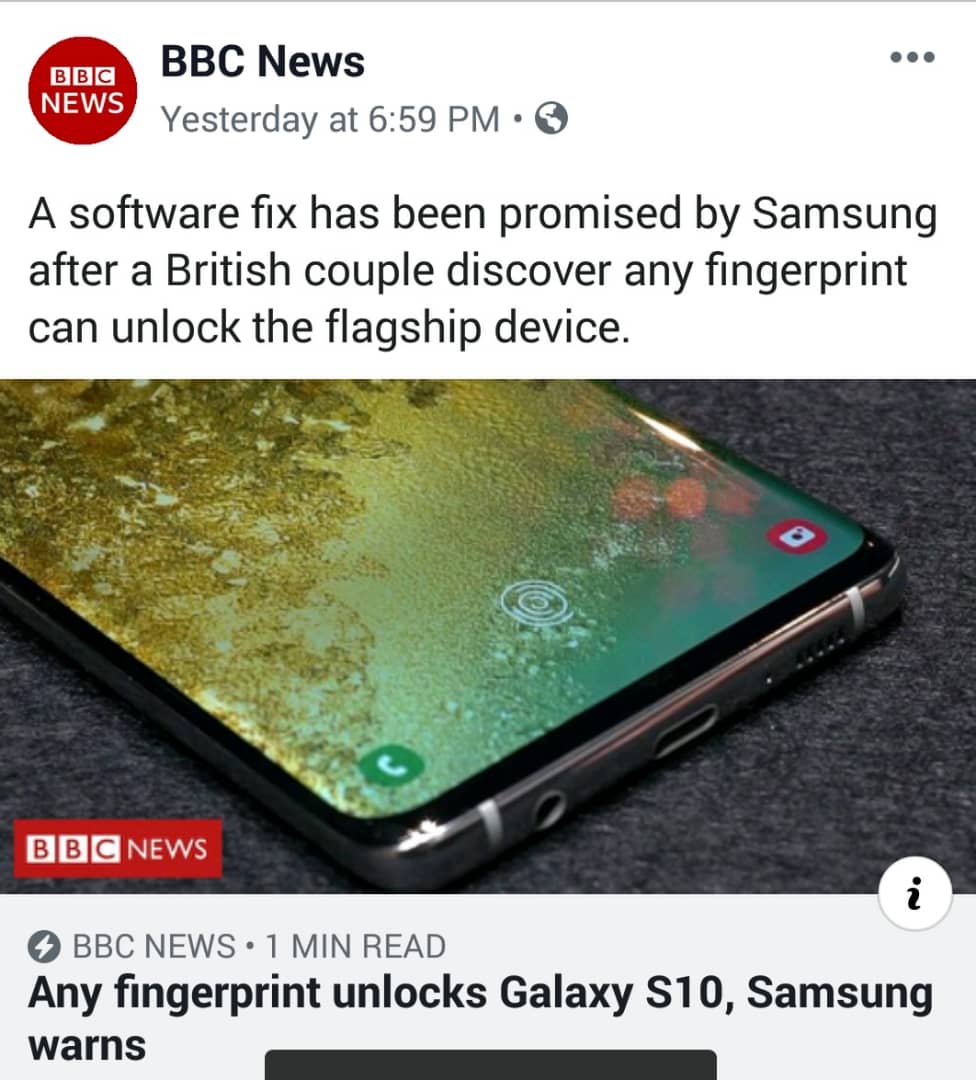 BBC
NEWS
BBC News
Yesterday at 6:59 PM •
A software fix has been promised by Samsung
after a British couple discover any fingerprint
can unlock the flagship device.
BBC NEWS
i
BBC NEWS • 1 MIN READ
Any fingerprint unlocks Galaxy S10, Samsung
warns